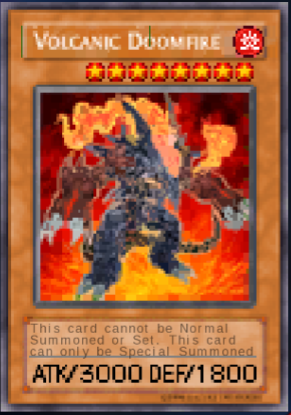 VOLCANIC DOOMFIRE
炎
This card cannot be Normal
Summoned or Set. This card
can only be Special Summoned
ATK/3000 DEF/1800